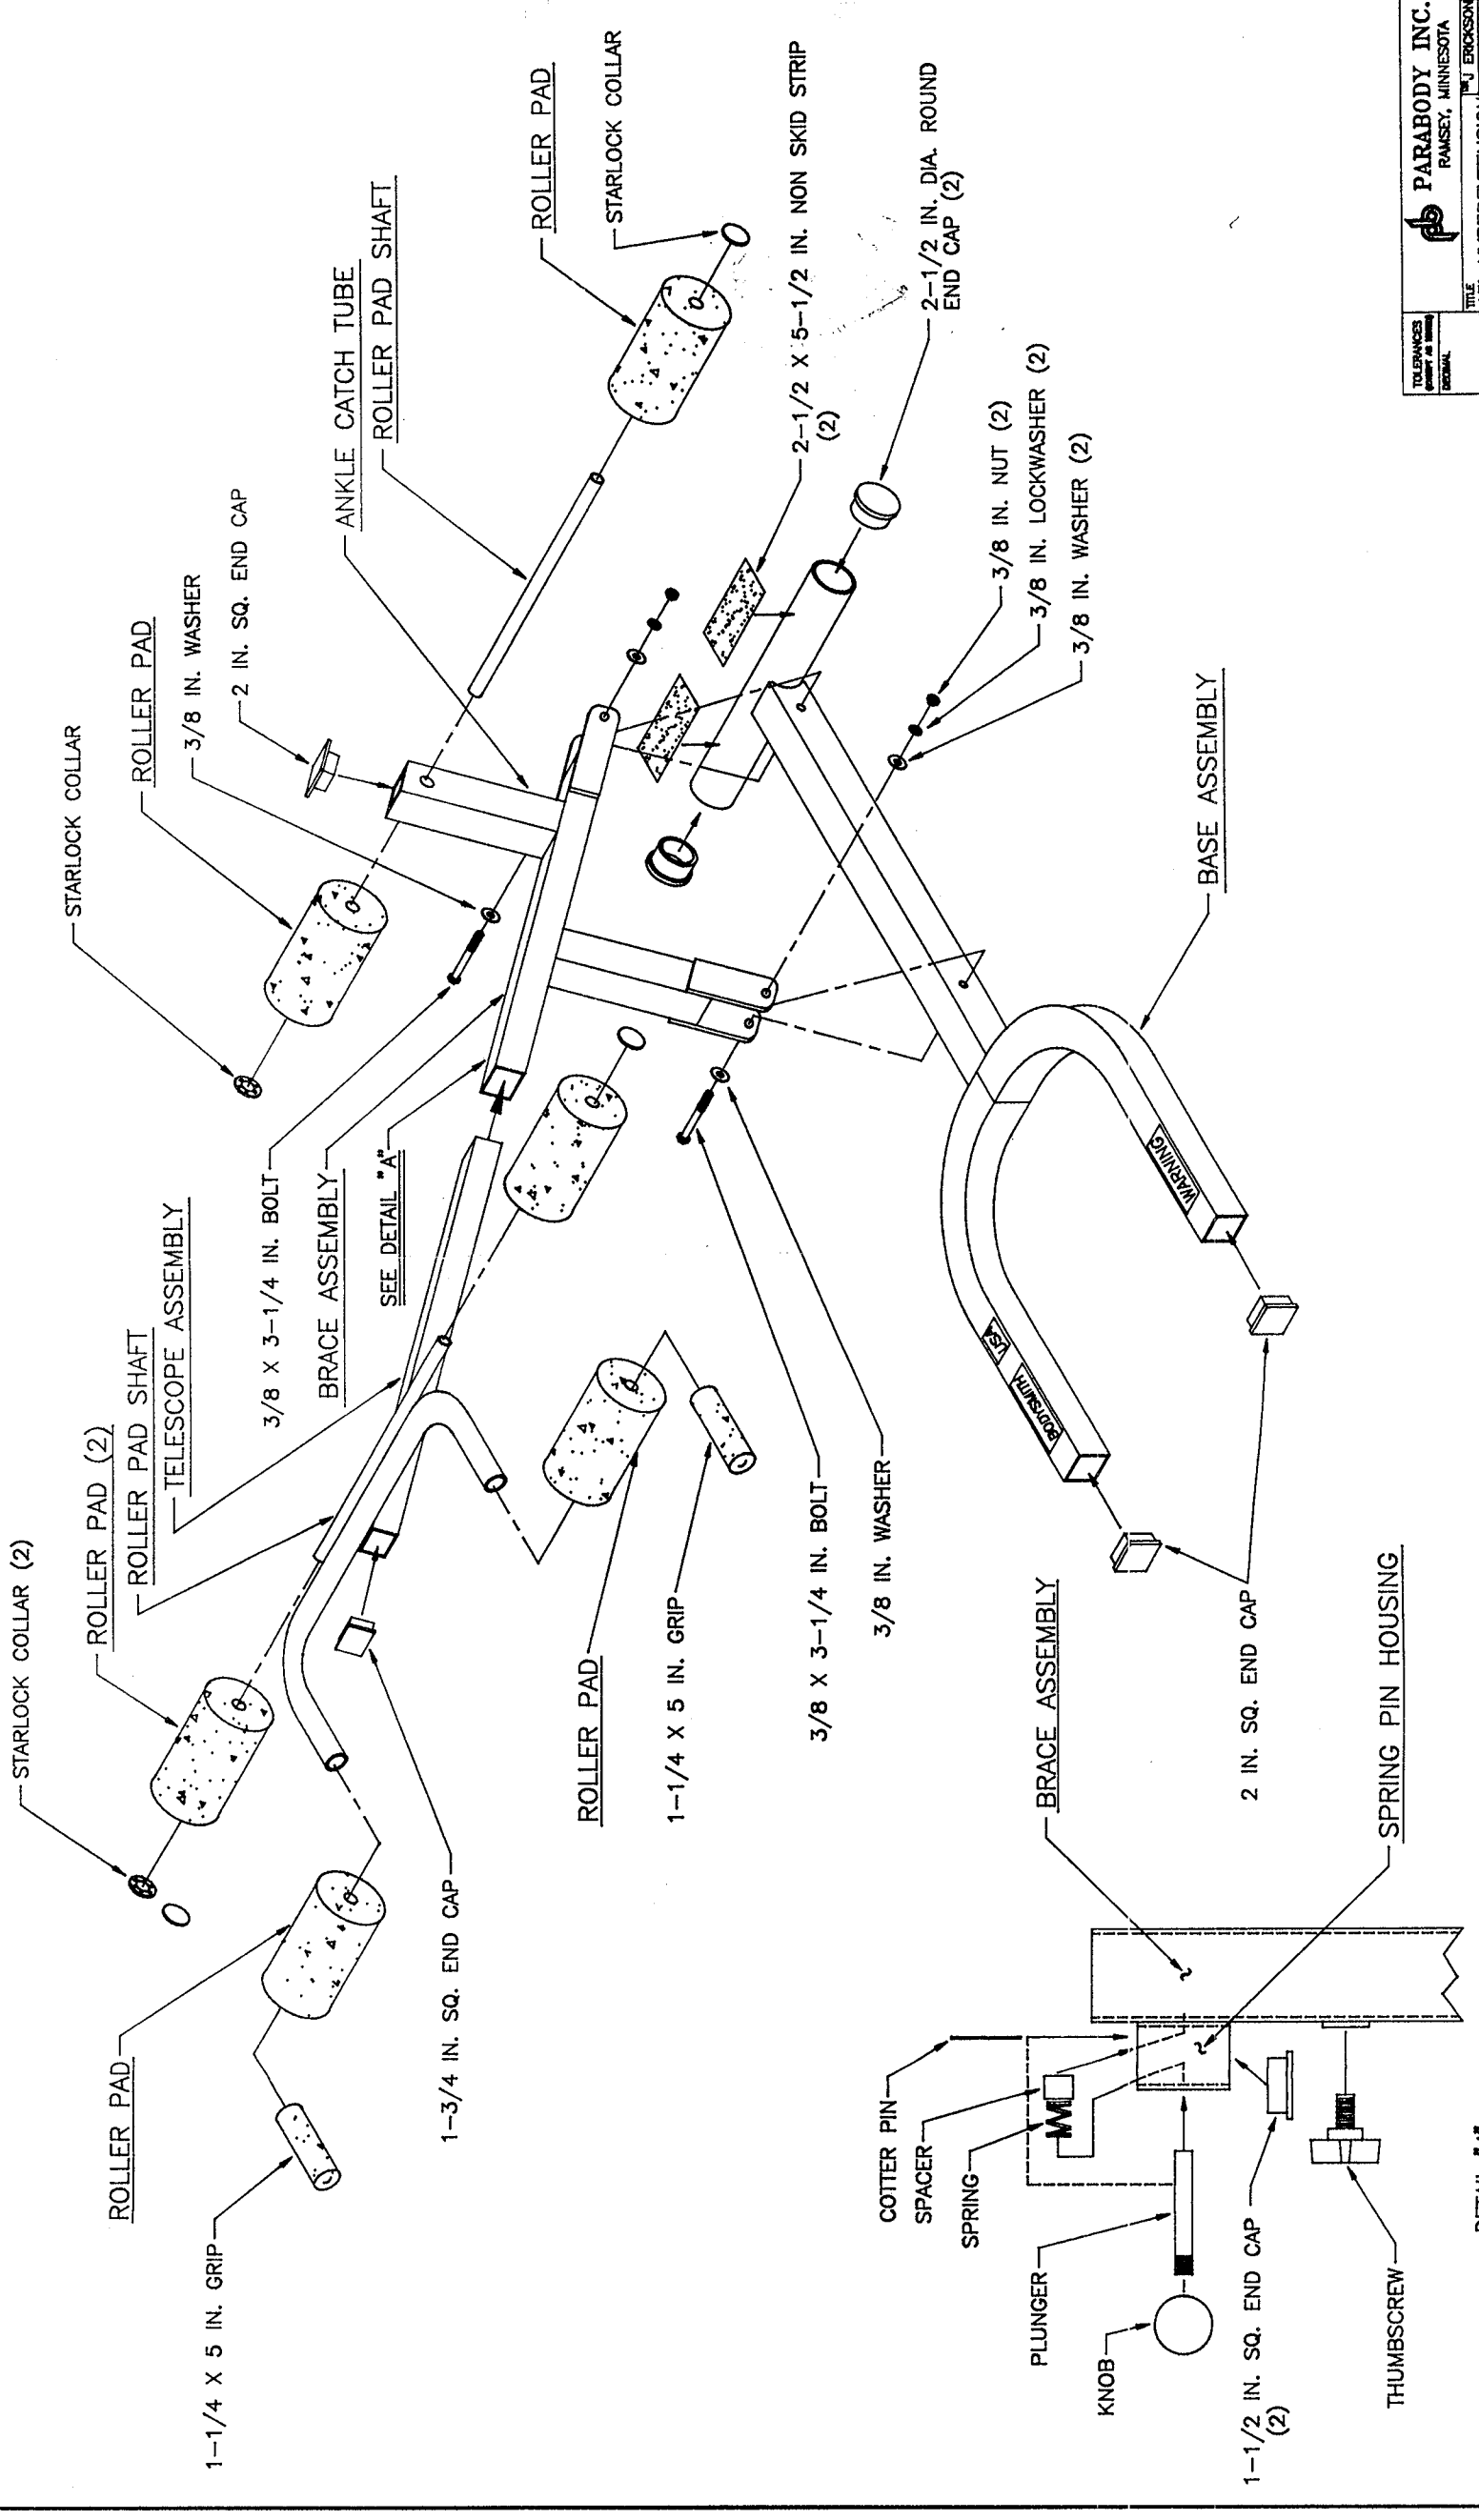 STARLOCK COLLAR (2)
ROLLER PAD (2)
ROLLER PAD SHAFT
TELESCOPE ASSEMBLY
3/8 X 3-1/4 IN. BOLT
BRACE ASSEMBLY
SEE DETAIL "A"
STARLOCK COLLAR
ROLLER PAD
3/8 IN. WASHER
2 IN. SQ. END CAP
ANKLE CATCH TUBE
ROLLER PAD SHAFT
ROLLER PAD
STARLOCK COLLAR
2-1/2 X 5-1/2 IN. NON SKID STRIP
(2)
2-1/2 IN. DIA. ROUND
END CAP (2)
3/8 IN. NUT (2)
3/8 IN. LOCKWASHER (2)
3/8 IN. WASHER (2)
BASE ASSEMBLY
WARNING
USA
BODYSMITH
2 IN. SQ. END CAP
3/8 X 3-1/4 IN. BOLT
3/8 IN. WASHER
ROLLER PAD
1-1/4 X 5 IN. GRIP
1-3/4 IN. SQ. END CAP
ROLLER PAD
1-1/4 X 5 IN. GRIP
BRACE ASSEMBLY
SPRING PIN HOUSING
COTTER PIN
SPACER
SPRING
PLUNGER
KNOB
1-1/2 IN. SQ. END CAP
(2)
THUMBSCREW
TOLERANCES
(EXCEPT AS NOTED)
DECIMAL
PARABODY INC.
RAMSEY, MINNESOTA
TITLE
J ERICKSON